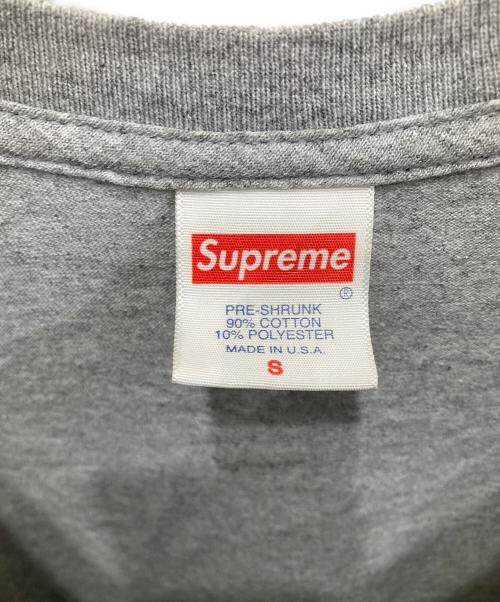 Supreme
®
PRE-SHRUNK
90% COTTON
10% POLYESTER
MADE IN U.S.A.
S